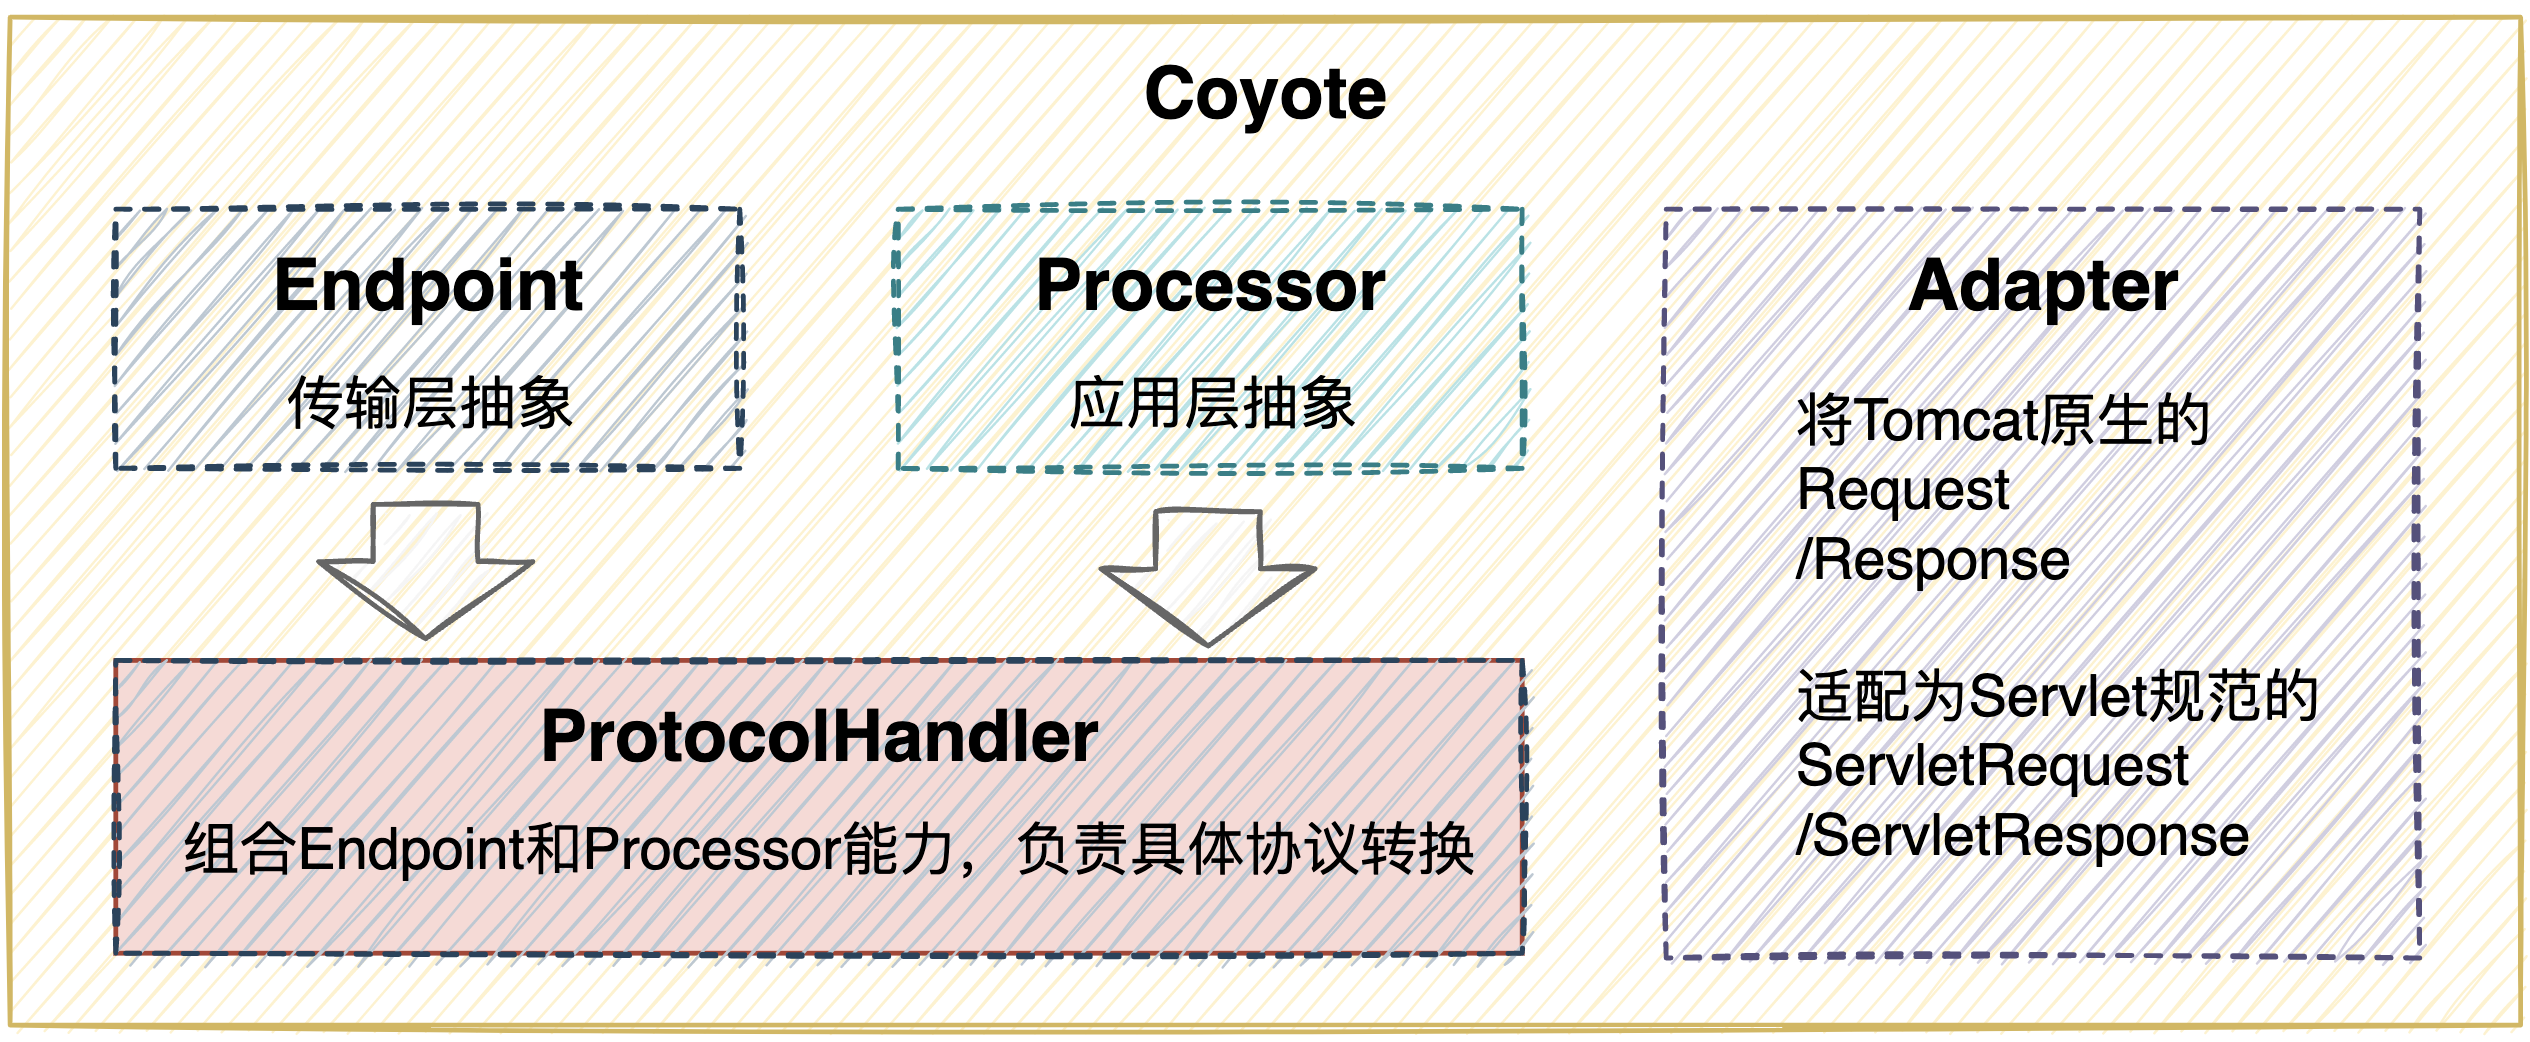 Coyote
Endpoint
传输层抽象
Processor
应用层抽象
ProtocolHandler
组合Endpoint和Processor能力，负责具体协议转换
Adapter
将Tomcat原生的
Request
/Response
适配为Servlet规范的
ServletRequest
/ServletResponse